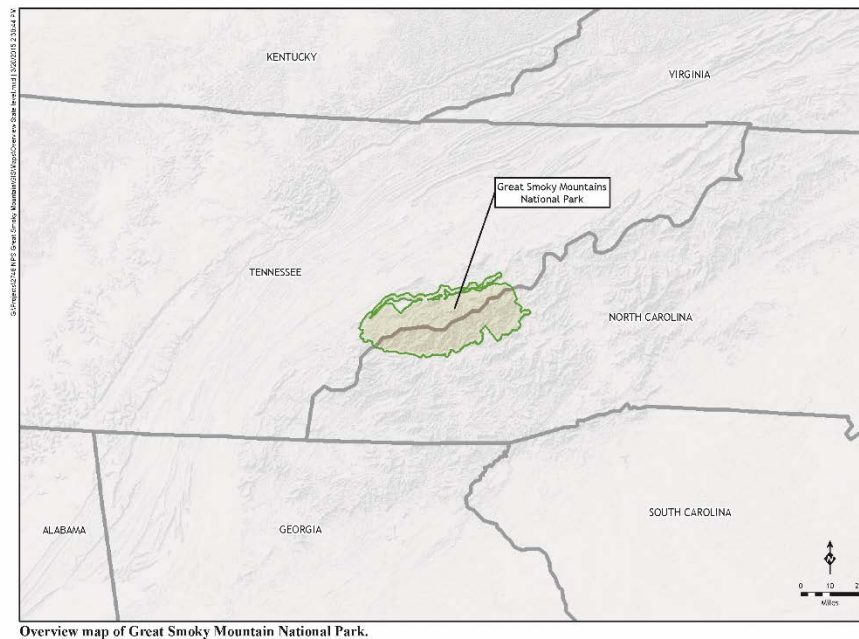 KENTUCKY
VIRGINIA
Great Smoky Mountains
National Park
TENNESSEE
NORTH CAROLINA
ALABAMA
GEORGIA
SOUTH CAROLINA
N
0 10
Miles
Overview map of Great Smoky Mountain National Park.